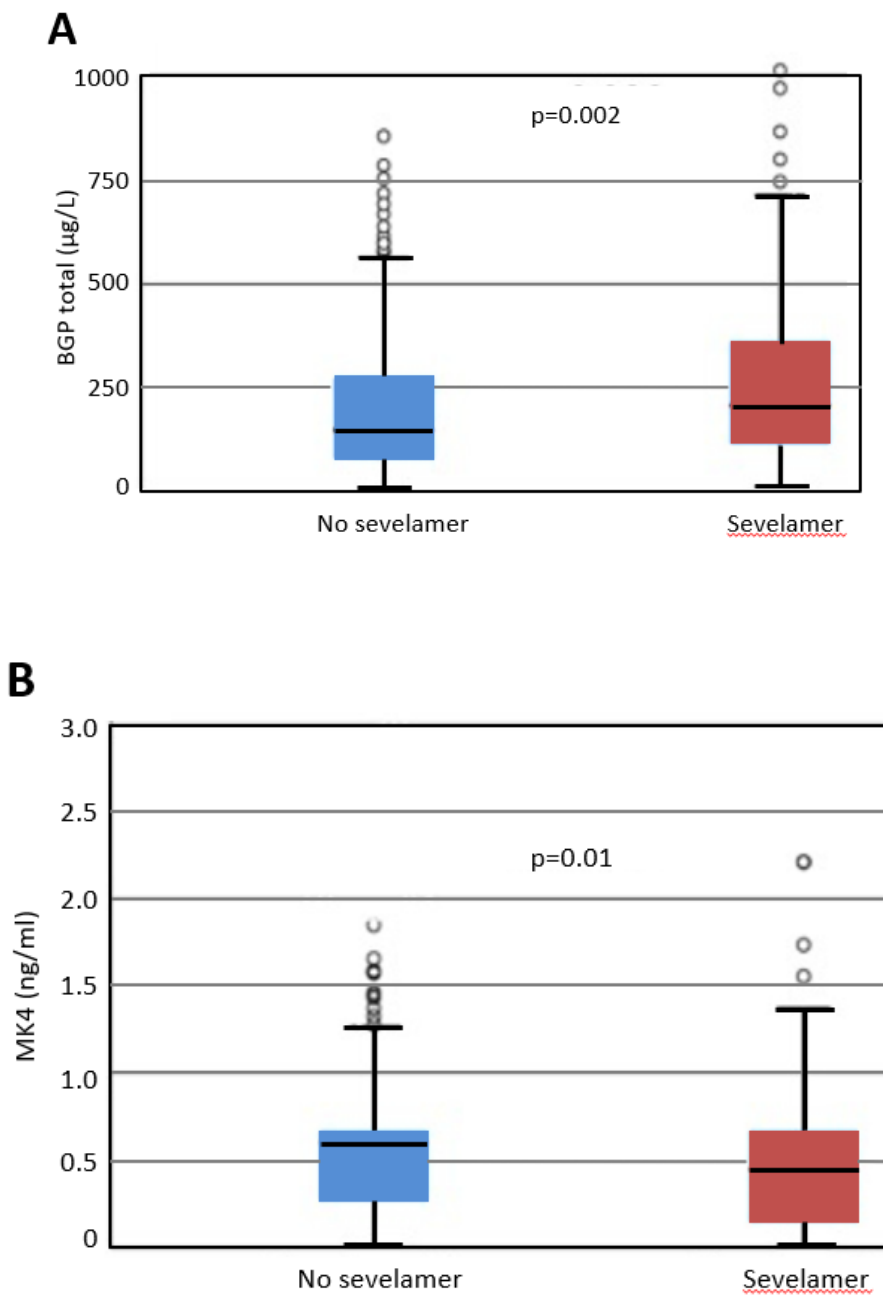 A
1000
p=0.002
750
500
250
0
BGP total (µg/L)
No sevelamer
Sevelamer
B
3.0
2.5
p=0.01
2.0
1.5
1.0
0.5
0
MK4 (ng/ml)
No sevelamer
Sevelamer